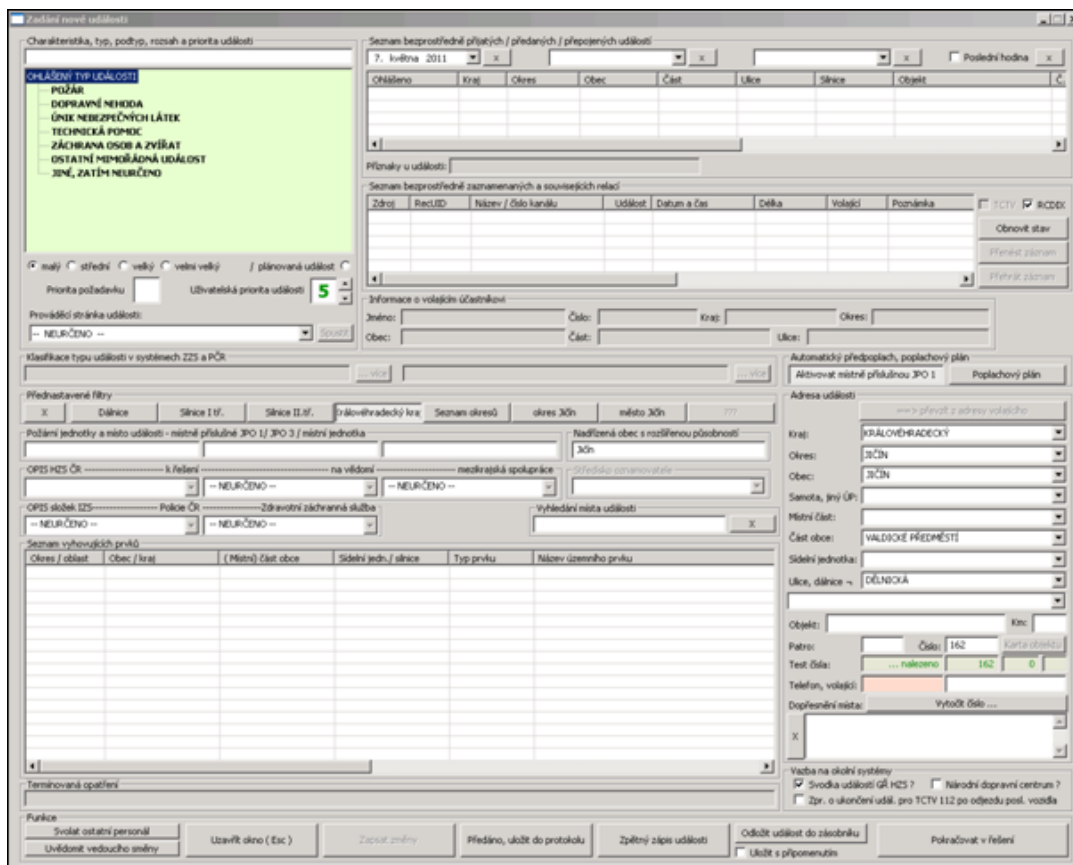 Zadání nové události
Charakteristika, typ, podtyp, rozsah a priorita události
OHLÁŠENÝ TYP UDÁLOSTI
POŽÁR
DOPRAVNÍ NEHODA
ÚNIK NEBEZPEČNÝCH LÁTEK
TECHNICKÁ POMOC
ZÁCHRANA OSOB A ZVÍŘAT
OSTATNÍ MIMOŘÁDNÁ UDÁLOST
JINÉ, ZATÍM NEURČENO
malý střední velký velmi velký / plánovaná událost
Priorita požadavku Uživatelská priorita události 5
Prováděcí stránka události:
-- NEURČENO -- Spustit
Seznam bezprostředně přijatých / předaných / přepojených událostí
7. května 2011 x x x Poslední hodina x
Ohlášeno Kraj Okres Obec Část Ulice Silnice Objekt Č.
Příznaky u události:
Seznam bezprostředně zaznamenaných a souvisejících relací
Zdroj RecUID Název / číslo kanálu Událost Datum a čas Délka Volající Poznámka TCTV RCDIX
Obnovit stav
Přenést záznam
Přehrát záznam
Informace o volajícím účastníkovi
Jméno: Číslo: Kraj: Okres:
Obec: Část: Ulice:
Klasifikace typu události v systémech ZZS a PČR
... více ... více
Automatický předpoplach, poplachový plán
Aktivovat místně příslušnou JPO 1 Poplachový plán
Přednastavené filtry
X Dálnice Silnice I tř. Silnice II.tř. Královéhradecký kraj Seznam okresů okres Jičín město Jičín ???
Požární jednotky a místo události - místně příslušné JPO 1/ JPO 3 / místní jednotka
Nadřízená obec s rozšířenou působností
Jičín
OPIS HZS ČR ---- k řešení ---- na vědomí ---- mezikrajská spolupráce
-- NEURČENO -- -- NEURČENO --
Středisko oznamovatele
OPIS složek IZS---- Policie ČR ----Zdravotní záchranná služba
-- NEURČENO -- -- NEURČENO --
Vyhledání místa události
X
Seznam vyhovujících prvků
Okres / oblast Obec / kraj ( Místní) část obce Sídelní jedn./ silnice Typ prvku Název územního prvku
Adresa události
==> převzít z adresy volajícího
Kraj: KRÁLOVÉHRADECKÝ
Okres: JIČÍN
Obec: JIČÍN
Samota, jiný ÚP:
Místní část:
Část obce: VALDICKÉ PŘEDMĚSTÍ
Sídelní jednotka:
Ulice, dálnice ¬ DĚLNICKÁ
Objekt: Km:
Patro: Číslo: 162 Karta objektu
Test čísla: ... nalezeno 162 0
Telefon, volající:
Dopřesnění místa: Vytočit číslo ...
X
Termínovaná opatření
Vazba na okolní systémy
Svodka událostí GŘ HZS ? Národní dopravní centrum ?
Zpr. o ukončení udál. pro TCTV 112 po odjezdu posl. vozidla
Funkce
Svolat ostatní personál
Uvědomit vedoucího směny
Uzavřít okno ( Esc )
Zapsat změny
Předáno, uložit do protokolu
Zpětný zápis události
Odložit událost do zásobníku
Uložit s připomenutím
Pokračovat v řešení